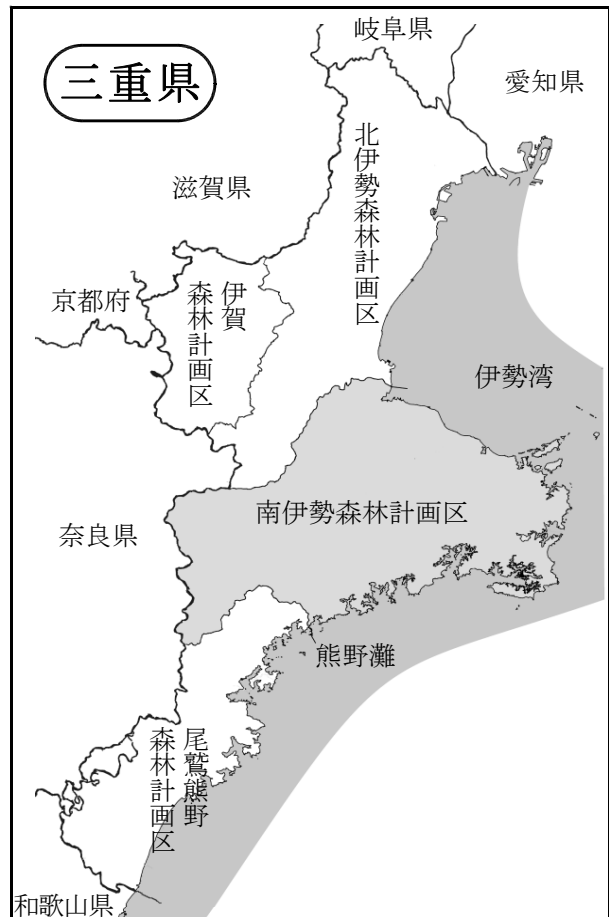 岐阜県
三重県
愛知県
北伊勢森林計画区
滋賀県
伊賀
森林計画区
京都府
伊勢湾
南伊勢森林計画区
奈良県
熊野灘
尾鷲熊野
森林計画区
和歌山県